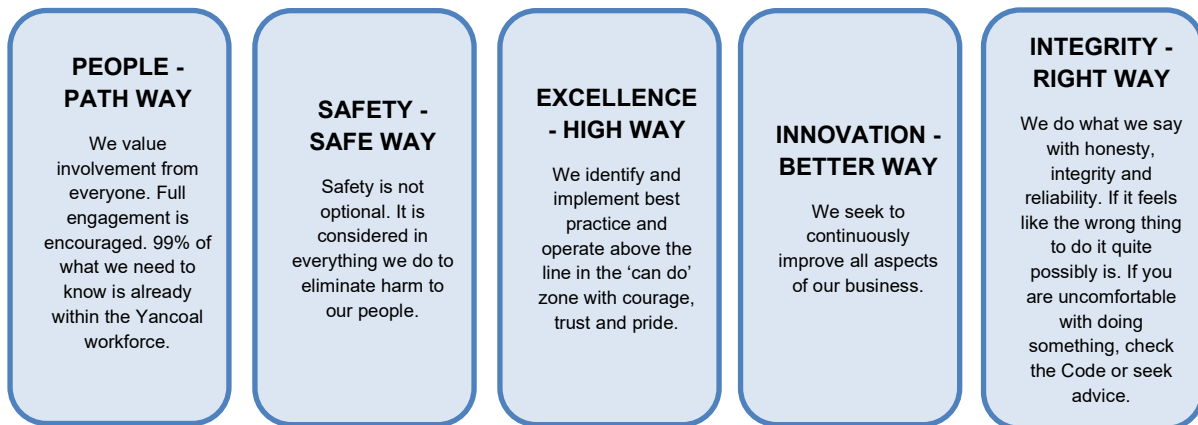 PEOPLE -
PATH WAY
We value
involvement from
everyone. Full
engagement is
encouraged. 99% of
what we need to
know is already
within the Yancoal
workforce.
SAFETY -
SAFE WAY
Safety is not
optional. It is
considered in
everything we do to
eliminate harm to
our people.
EXCELLENCE
- HIGH WAY
We identify and
implement best
practice and
operate above the
line in the ‘can do’
zone with courage,
trust and pride.
INNOVATION -
BETTER WAY
We seek to
continuously
improve all aspects
of our business.
INTEGRITY -
RIGHT WAY
We do what we say
with honesty,
integrity and
reliability. If it feels
like the wrong thing
to do it quite
possibly is. If you
are uncomfortable
with doing
something, check
the Code or seek
advice.